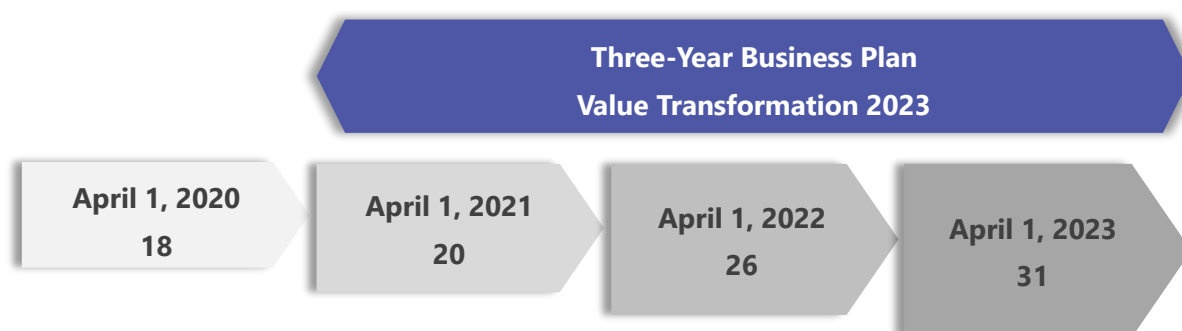 Three-Year Business Plan
Value Transformation 2023
April 1, 2020
18
April 1, 2021
20
April 1, 2022
26
April 1, 2023
31